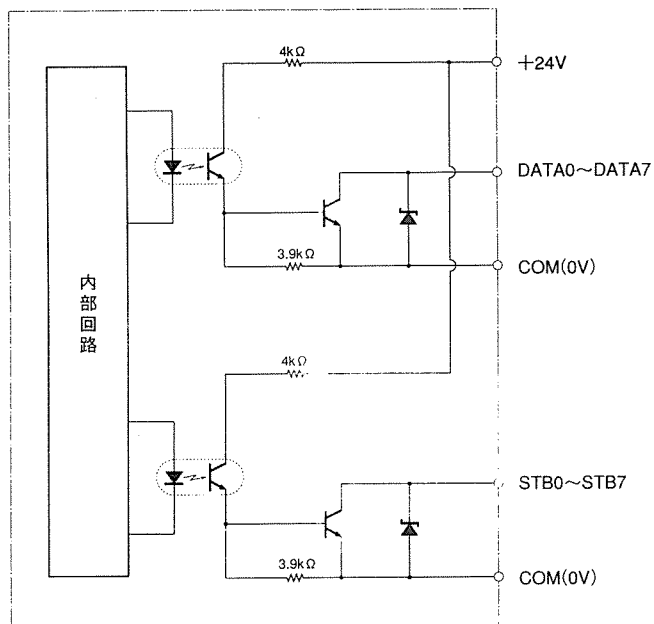 4kΩ
+24V
DATA0～DATA7
3.9kΩ
COM(0V)
内部回路
4kΩ
STB0～STB7
3.9kΩ
COM(0V)